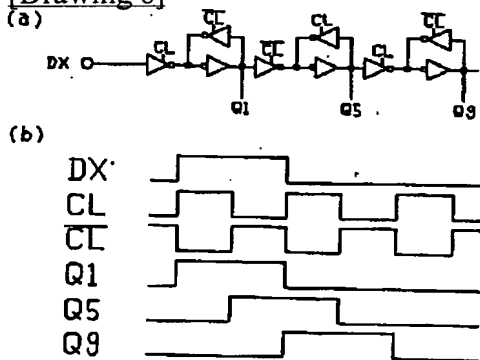 [Drawing 6]
(a)
CL CL CL CL CL CL
DX
Q1 Q5 Q9
(b)
DX
CL
CL
Q1
Q5
Q9